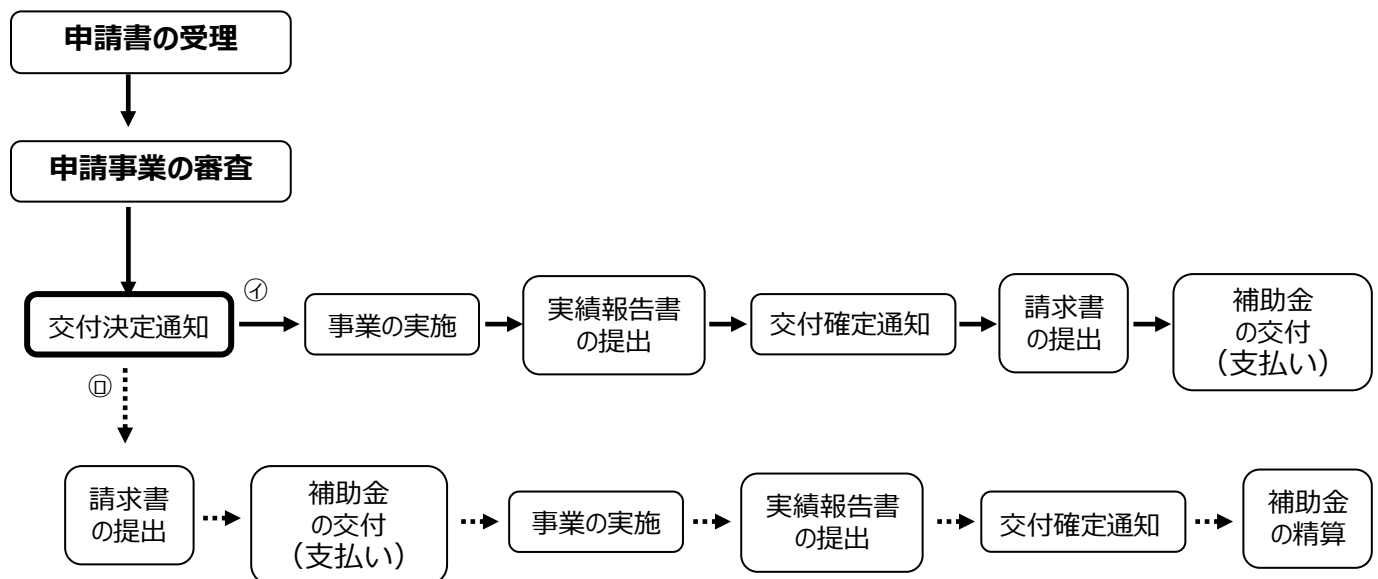 申請書の受理
申請事業の審査
交付決定通知
㋑
事業の実施
実績報告書
の提出
交付確定通知
請求書
の提出
補助金
の交付
（支払い）
㋺
請求書
の提出
補助金
の交付
（支払い）
事業の実施
実績報告書
の提出
交付確定通知
補助金
の精算